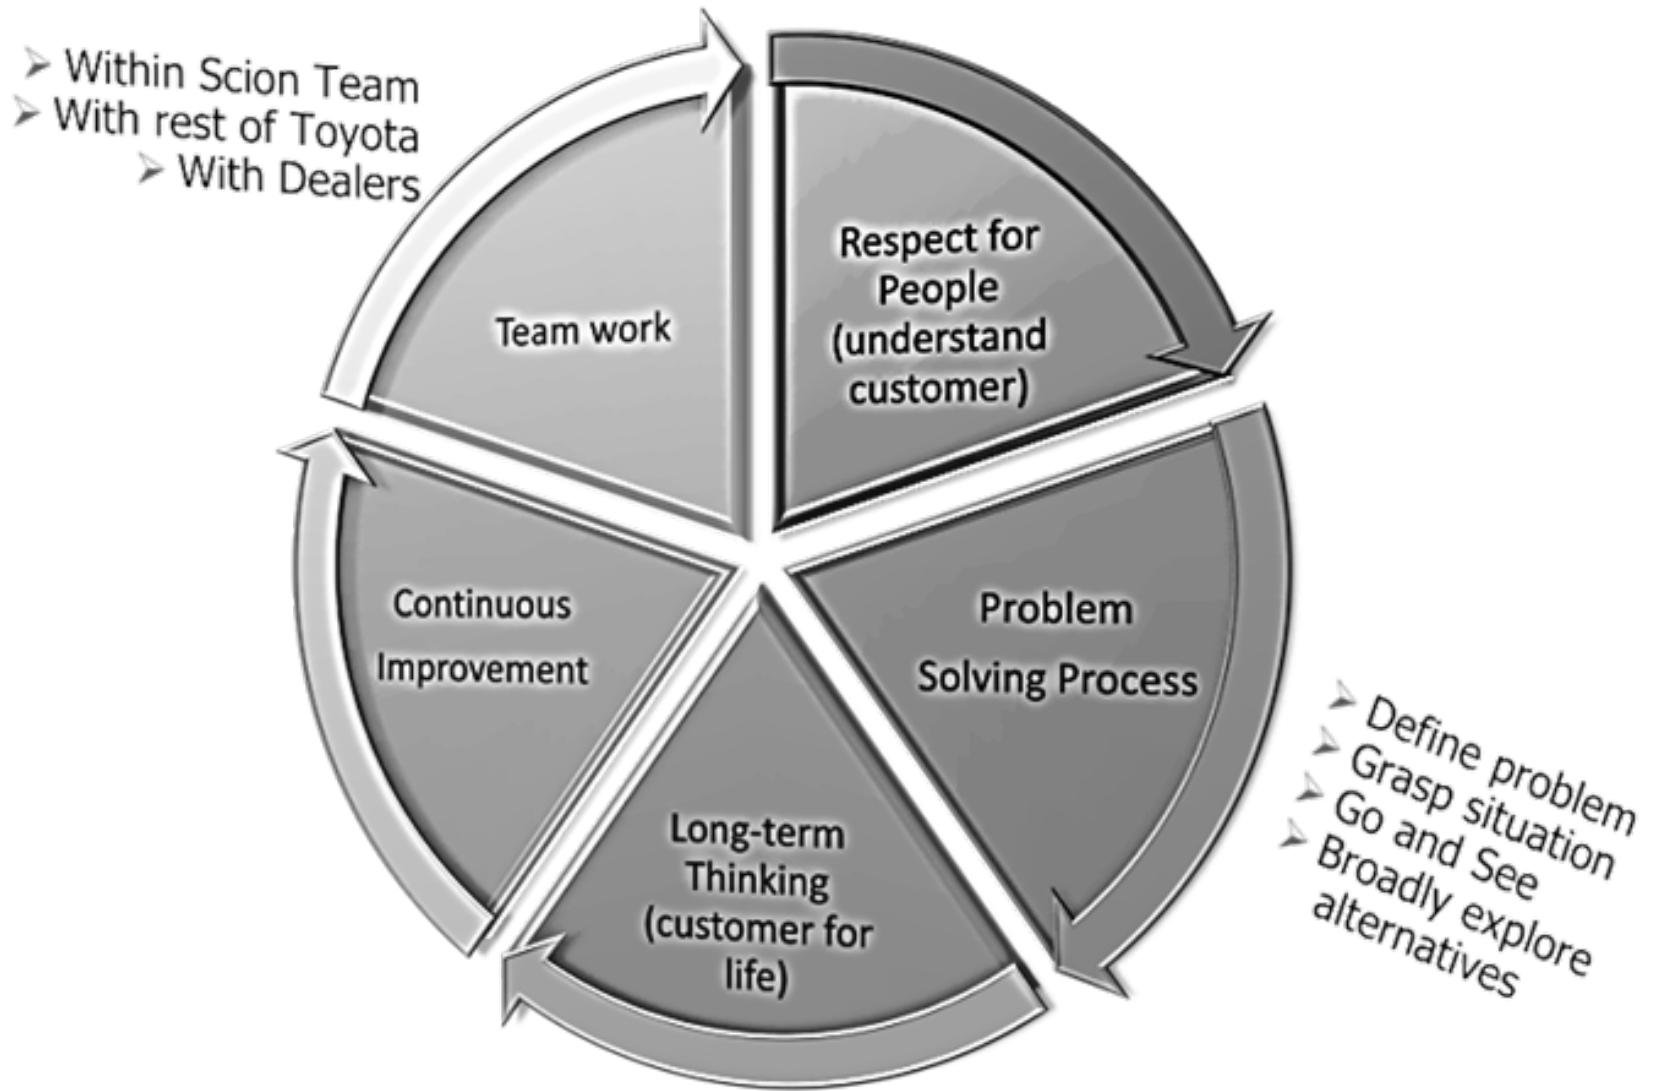 ➢ Within Scion Team
➢ With rest of Toyota
➢ With Dealers
Team work
Respect for
People
(understand
customer)
Problem
Solving Process
➢ Define problem
➢ Grasp situation
➢ Go and See
➢ Broadly explore
alternatives
Long-term
Thinking
(customer for
life)
Continuous
Improvement